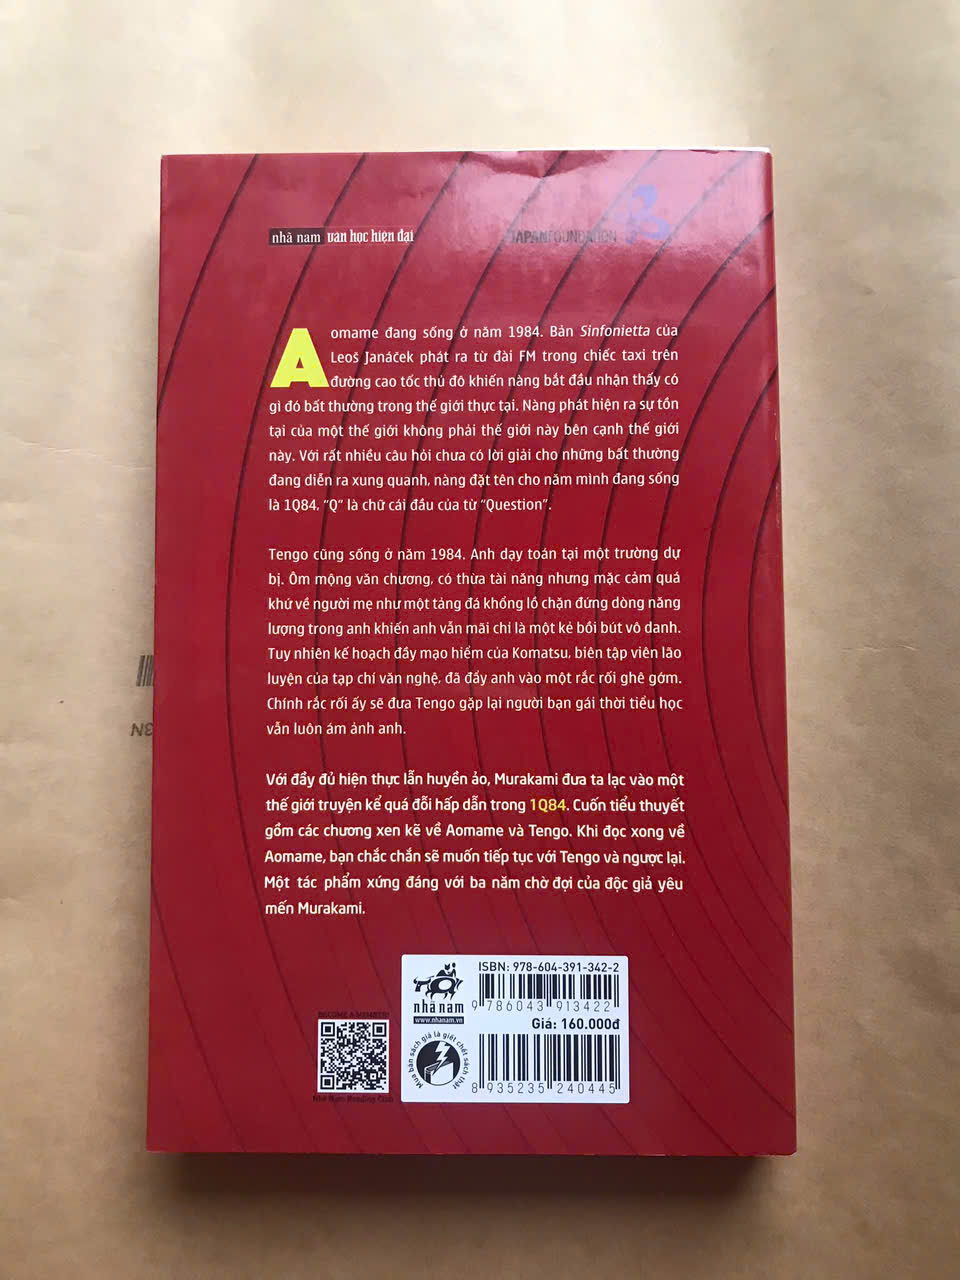 nhã nam văn học hiện đại
JAPANFOUNDATION
Aomame đang sống ở năm 1984. Bản Sinfonietta của
Leoš Janáček phát ra từ đài FM trong chiếc taxi trên
đường cao tốc thủ đô khiến nàng bắt đầu nhận thấy có
gì đó bất thường trong thế giới thực tại. Nàng phát hiện ra sự tồn
tại của một thế giới không phải thế giới này bên cạnh thế giới
này. Với rất nhiều câu hỏi chưa có lời giải cho những bất thường
đang diễn ra xung quanh, nàng đặt tên cho năm mình đang sống
là 1Q84, “Q” là chữ cái đầu của từ “Question”.
Tengo cũng sống ở năm 1984. Anh dạy toán tại một trường dự
bị. Ôm mộng văn chương, có thừa tài năng nhưng mặc cảm quá
khứ về người mẹ như một tảng đá khổng lồ chặn đứng dòng năng
lượng trong anh khiến anh vẫn mãi chỉ là một kẻ bồi bút vô danh.
Tuy nhiên kế hoạch đầy mạo hiểm của Komatsu, biên tập viên lão
luyện của tạp chí văn nghệ, đã đẩy anh vào một rắc rối ghê gớm.
Chính rắc rối ấy sẽ đưa Tengo gặp lại người bạn gái thời tiểu học
vẫn luôn ám ảnh anh.
Với đầy đủ hiện thực lẫn huyền ảo, Murakami đưa ta lạc vào một
thế giới truyện kể quá đỗi hấp dẫn trong 1Q84. Cuốn tiểu thuyết
gồm các chương xen kẽ về Aomame và Tengo. Khi đọc xong về
Aomame, bạn chắc chắn sẽ muốn tiếp tục với Tengo và ngược lại.
Một tác phẩm xứng đáng với ba năm chờ đợi của độc giả yêu
mến Murakami.
BECOME A MEMBER!
Nhã Nam Reading Club
nhã nam
www.nhanam.vn
Mua bán sách giả là giết chết sách thật
ISBN: 978-604-391-342-2
9 786043 913422
Giá: 160.000đ
8 935235 240445